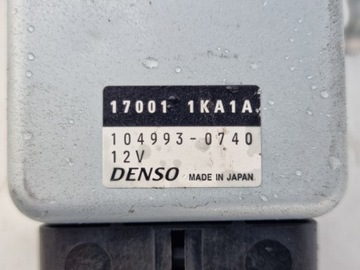 17001 1KA1A
104993-0740
12V
DENSO MADE IN JAPAN